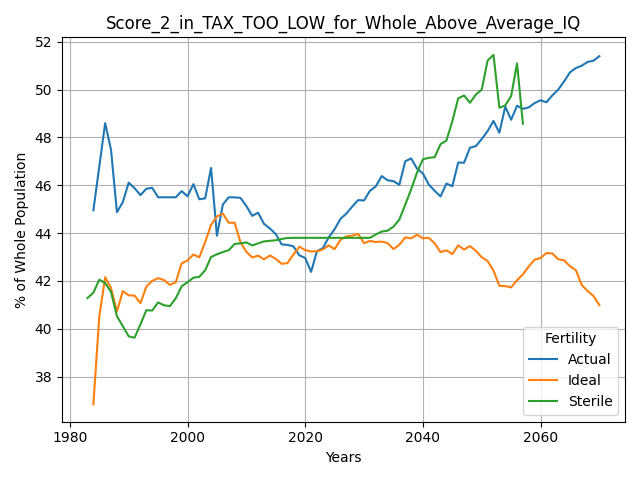 Score_2_in_TAX_TOO_LOW_for_Whole_Above_Average_IQ
% of Whole Population
52
50
48
46
44
42
40
38
1980
2000
2020
2040
2060
Years
Fertility
Actual
Ideal
Sterile